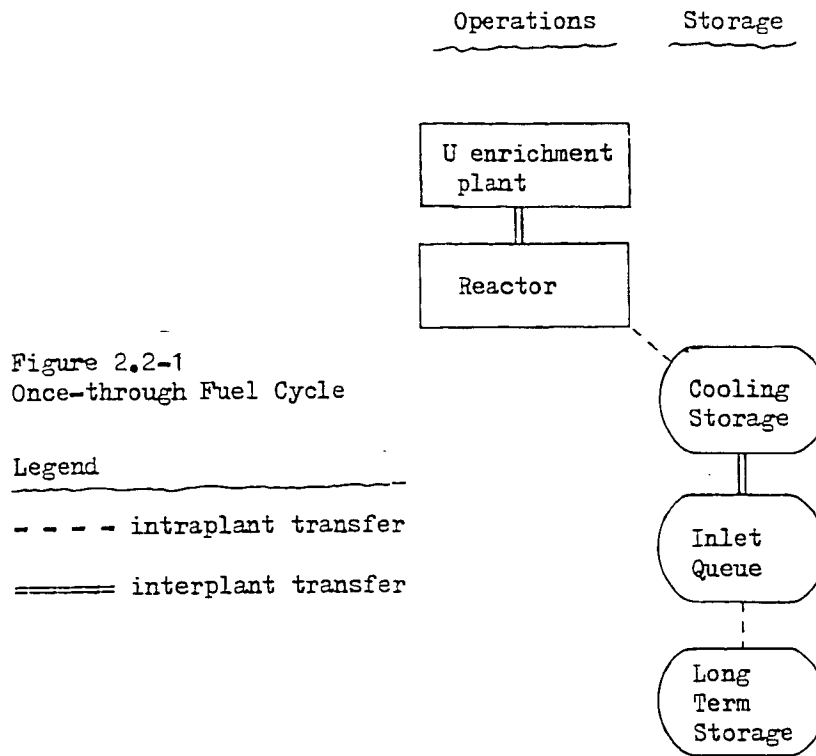 Operations Storage
U enrichment
plant
Reactor
Figure 2.2-1
Once-through Fuel Cycle
Cooling
Storage
Legend
intraplant transfer
interplant transfer
Inlet
Queue
Long
Term
Storage